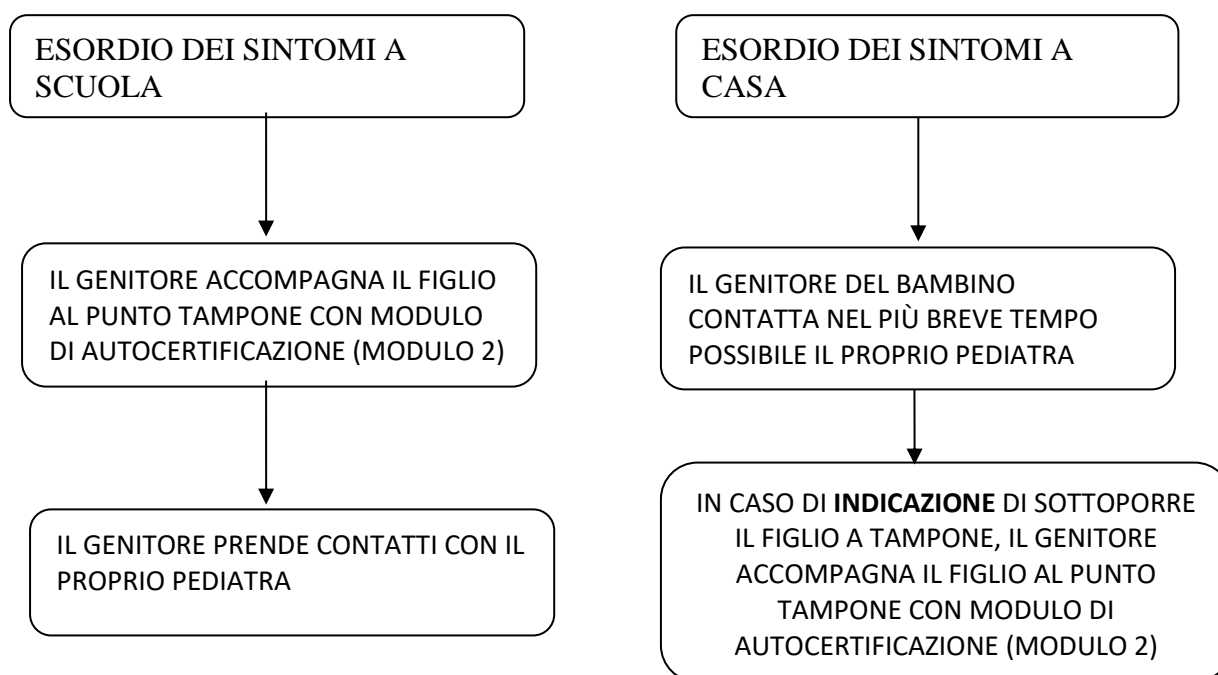 ESORDIO DEI SINTOMI A
SCUOLA
IL GENITORE ACCOMPAGNA IL FIGLIO
AL PUNTO TAMPONE CON MODULO
DI AUTOCERTIFICAZIONE (MODULO 2)
IL GENITORE PRENDE CONTATTI CON IL
PROPRIO PEDIATRA
ESORDIO DEI SINTOMI A
CASA
IL GENITORE DEL BAMBINO
CONTATTA NEL PIÙ BREVE TEMPO
POSSIBILE IL PROPRIO PEDIATRA
IN CASO DI INDICAZIONE DI SOTTOPORRE
IL FIGLIO A TAMPONE, IL GENITORE
ACCOMPAGNA IL FIGLIO AL PUNTO
TAMPONE CON MODULO DI
AUTOCERTIFICAZIONE (MODULO 2)